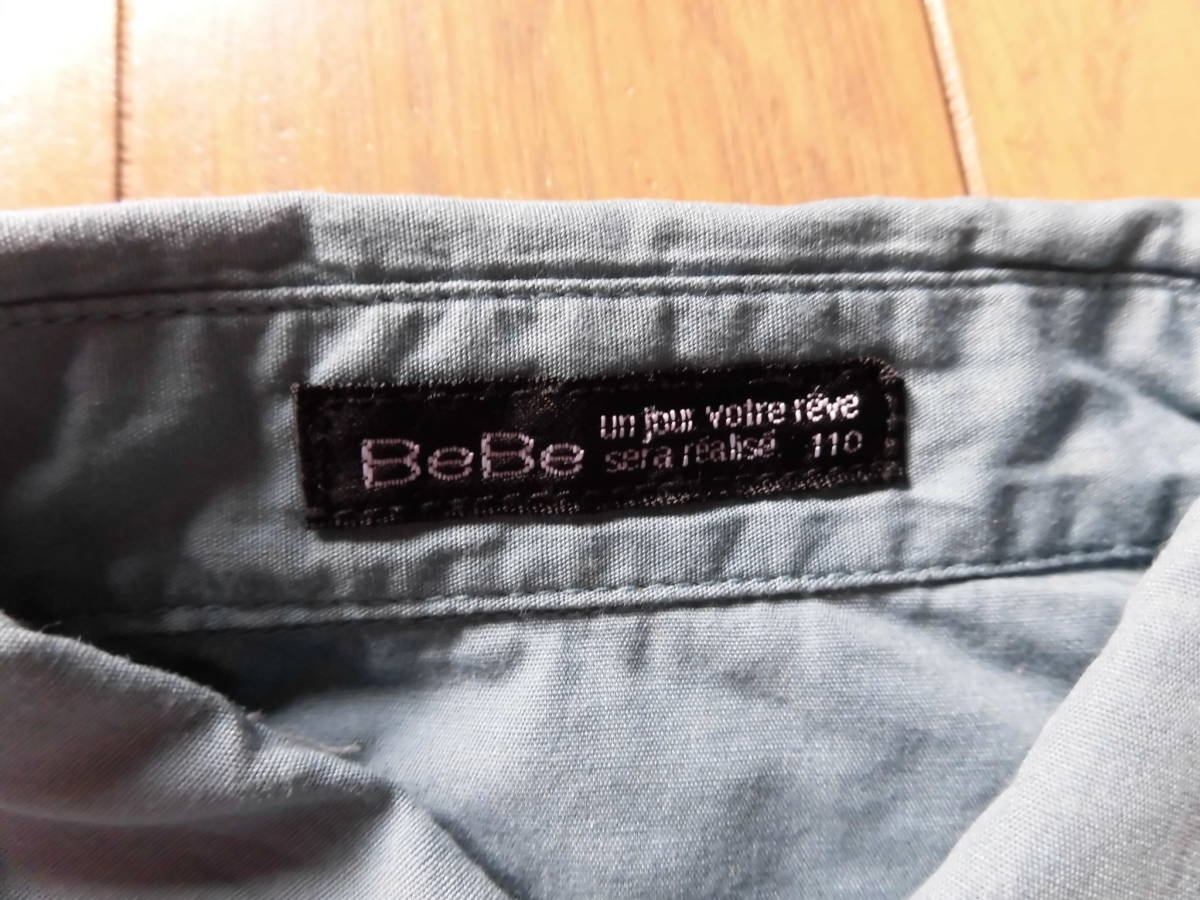 BeBe
un jour votre rêve
sera réalisé. 110